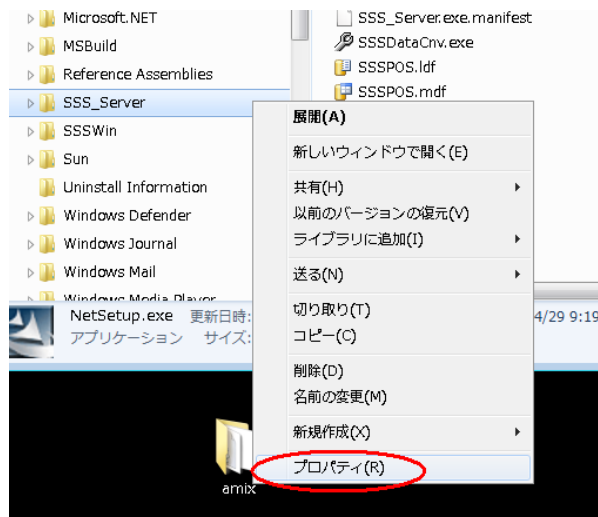 Microsoft.NET
MSBuild
Reference Assemblies
SSS_Server
SSSWin
Sun
Uninstall Information
Windows Defender
Windows Journal
Windows Mail
Windows Media Player
SSS_Server.exe.manifest
SSSDataCnv.exe
SSSPOS.ldf
SSSPOS.mdf
展開(A)
新しいウィンドウで開く(E)
共有(H)
以前のバージョンの復元(V)
ライブラリに追加(I)
送る(N)
切り取り(T)
コピー(C)
削除(D)
名前の変更(M)
新規作成(X)
プロパティ(R)
NetSetup.exe 更新日時: 4/29 9:19
アプリケーション サイズ:
amix